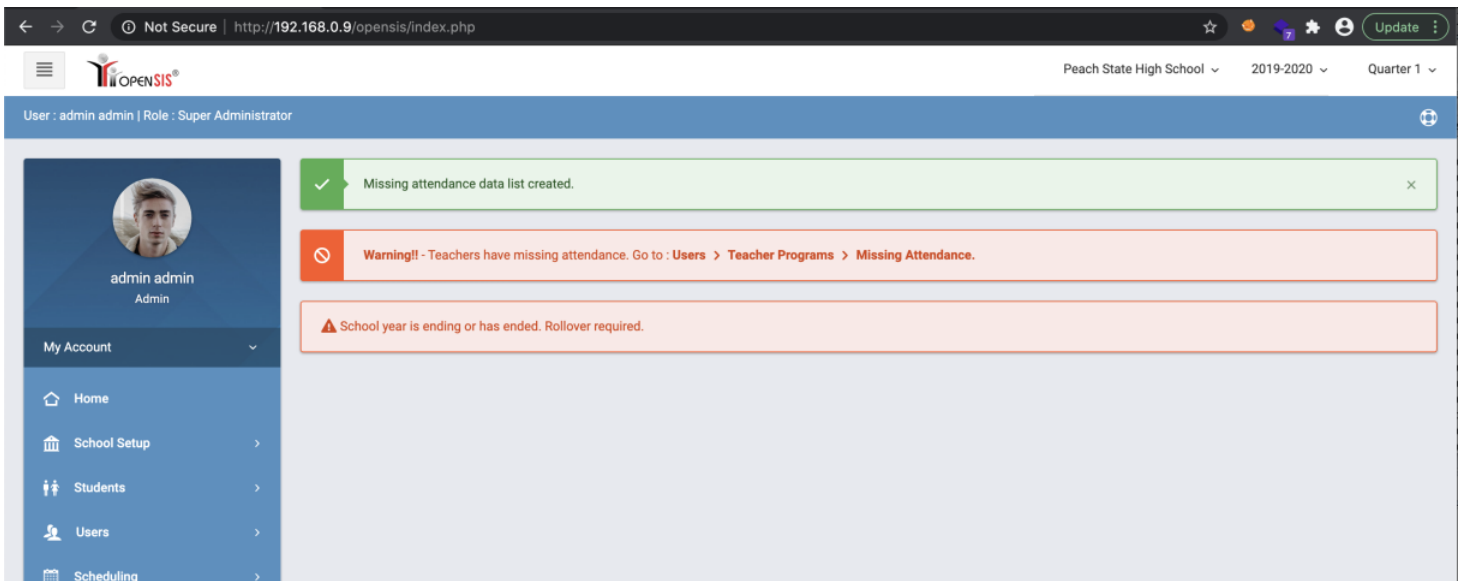 Not Secure | http://192.168.0.9/opensis/index.php
7
Update
OPENSIS®
Peach State High School
2019-2020
Quarter 1
User : admin admin | Role : Super Administrator
Missing attendance data list created.
Warning!! - Teachers have missing attendance. Go to : Users > Teacher Programs > Missing Attendance.
School year is ending or has ended. Rollover required.
admin admin
Admin
My Account
Home
School Setup
Students
Users
Scheduling